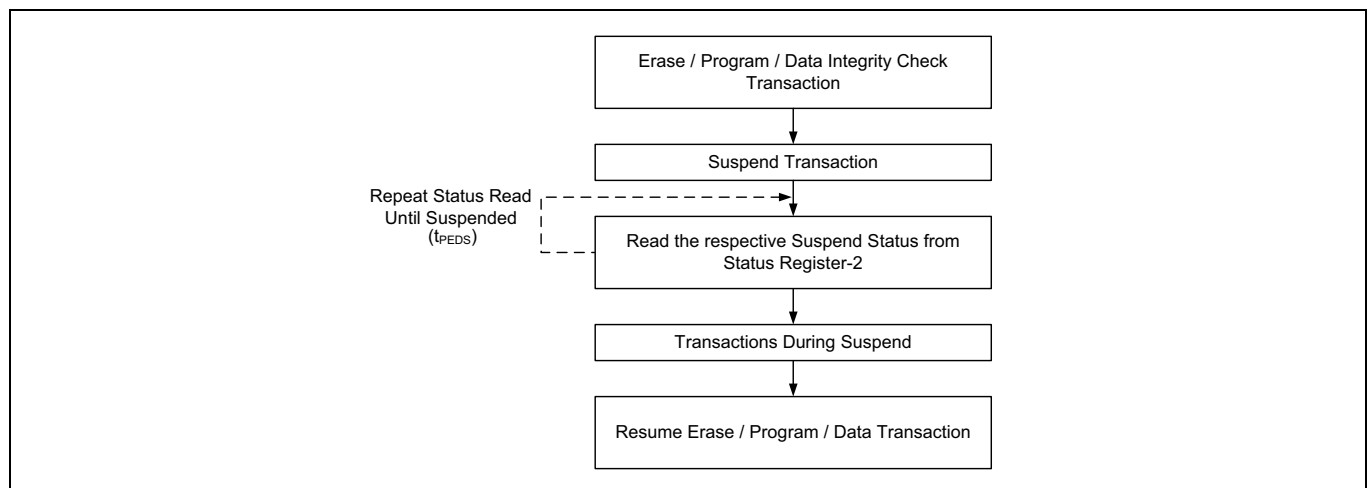 Erase / Program / Data Integrity Check
Transaction
Suspend Transaction
Repeat Status Read
Until Suspended
(tPEDS)
Read the respective Suspend Status from
Status Register-2
Transactions During Suspend
Resume Erase / Program / Data Transaction